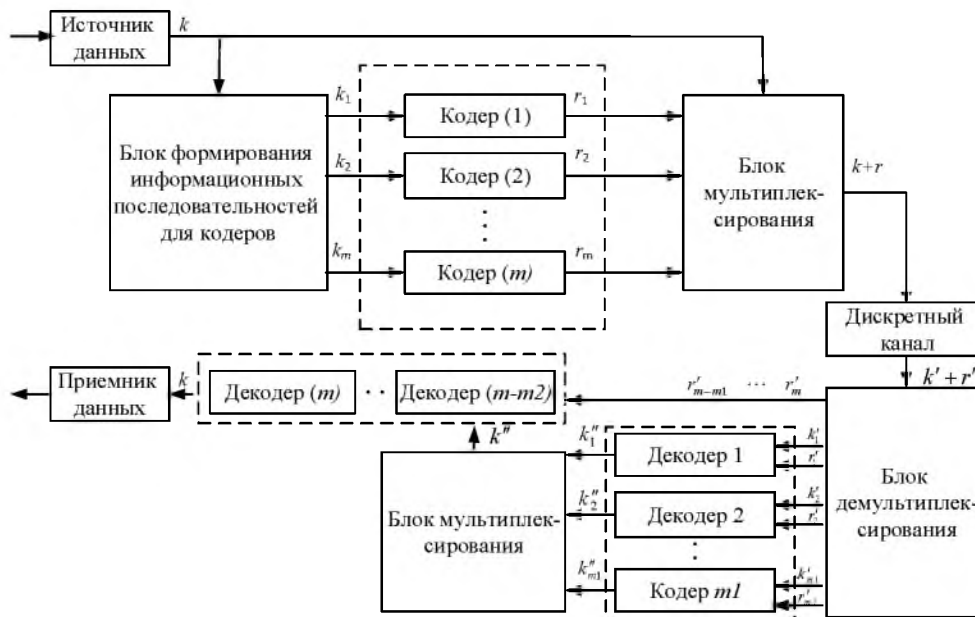 Источник
данных
k
Блок формирования
информационных
последовательностей
для кодеров
k₁
k₂
kₘ
Кодер (1)
Кодер (2)
Кодер (m)
r₁
r₂
rₘ
Блок
мультиплек-
сирования
k+r
Дискретный
канал
k'+r'
Приемник
данных
k
Декодер (m)
· ·
Декодер (m-m2)
r'ₘ₋ₘ₁ ··· r'ₘ
k''
Блок мультиплек-
сирования
k₁''
k₂''
k''ₘ₁
Декодер 1
Декодер 2
Кодер m1
k'₁
r'₁
k'₂
r'₂
k'ₘ₁
r'ₘ₁
Блок
демультиплек-
сирования